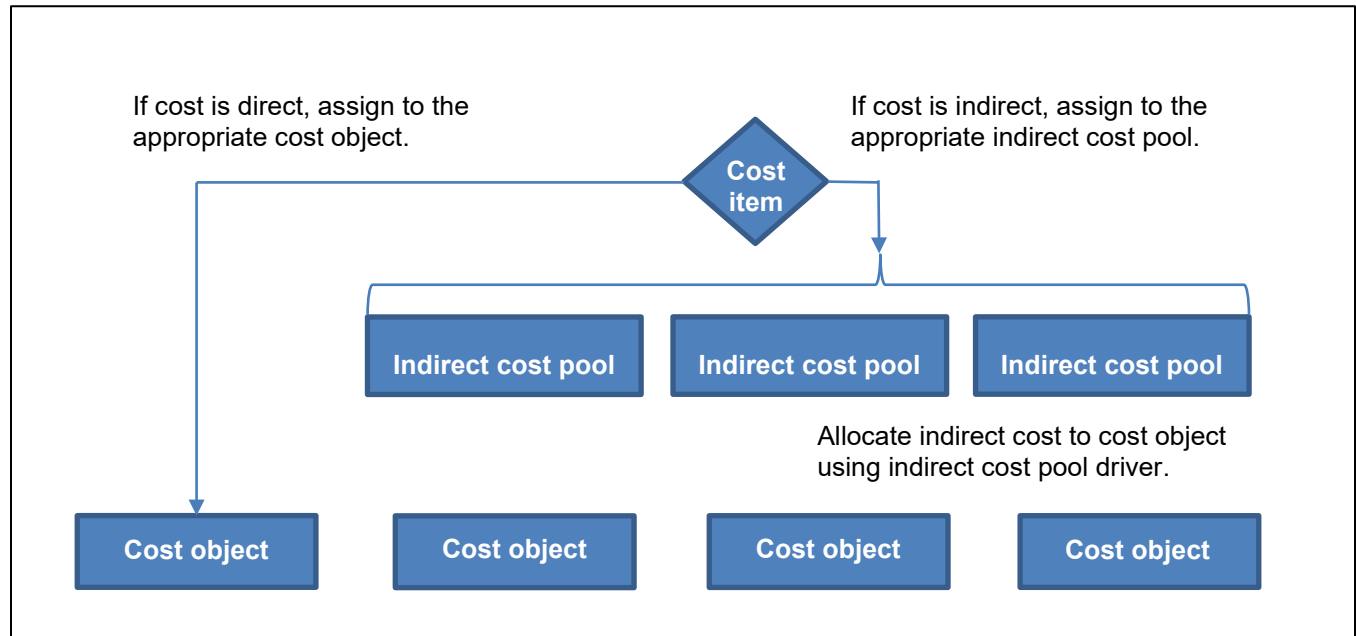 If cost is direct, assign to the
appropriate cost object.
If cost is indirect, assign to the
appropriate indirect cost pool.
Cost
item
Indirect cost pool
Indirect cost pool
Indirect cost pool
Allocate indirect cost to cost object
using indirect cost pool driver.
Cost object
Cost object
Cost object
Cost object